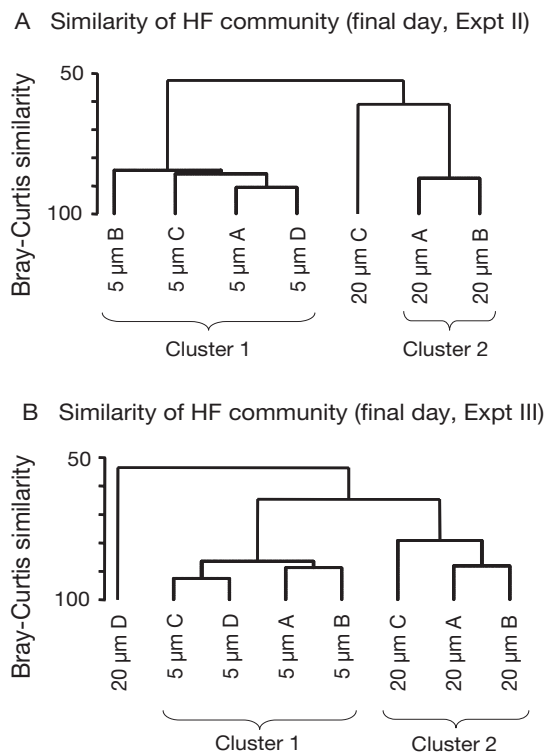 A Similarity of HF community (final day, Expt II)
Bray-Curtis similarity
50
100
5 µm B
5 µm C
5 µm A
5 µm D
20 µm C
20 µm A
20 µm B
Cluster 1
Cluster 2
B Similarity of HF community (final day, Expt III)
Bray-Curtis similarity
50
100
20 µm D
5 µm C
5 µm D
5 µm A
5 µm B
20 µm C
20 µm A
20 µm B
Cluster 1
Cluster 2